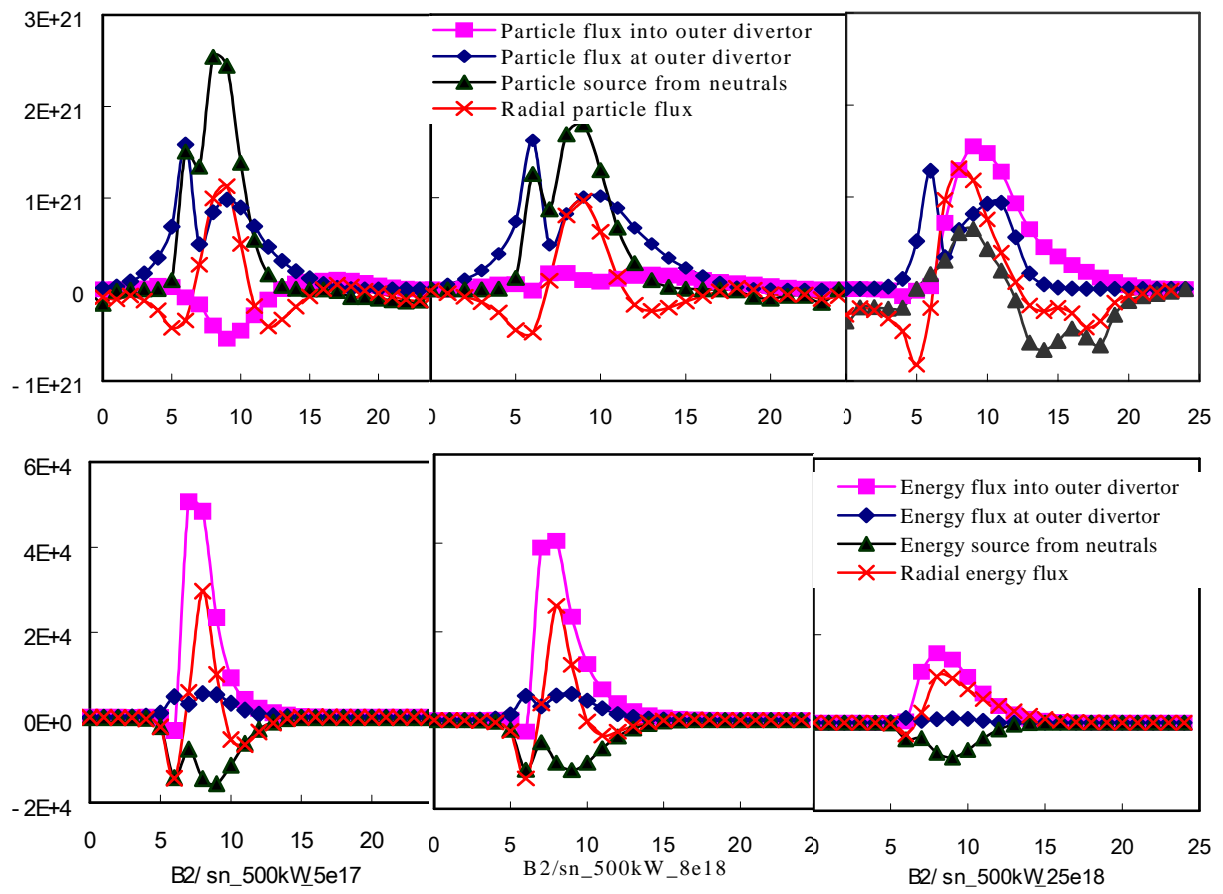 3E+21
2E+21
1E+21
0
-1E+21
Particle flux into outer divertor
Particle flux at outer divertor
Particle source from neutrals
Radial particle flux
0 5 10 15 20
0 5 10 15 20
0 5 10 15 20 25
6E+4
4E+4
2E+4
0E+0
-2E+4
Energy flux into outer divertor
Energy flux at outer divertor
Energy source from neutrals
Radial energy flux
0 5 10 15 20
0 5 10 15 20
0 5 10 15 20 25
B2/ sn_500kW_5e17
B2/sn_500kW_8e18
B2/ sn_500kW_25e18